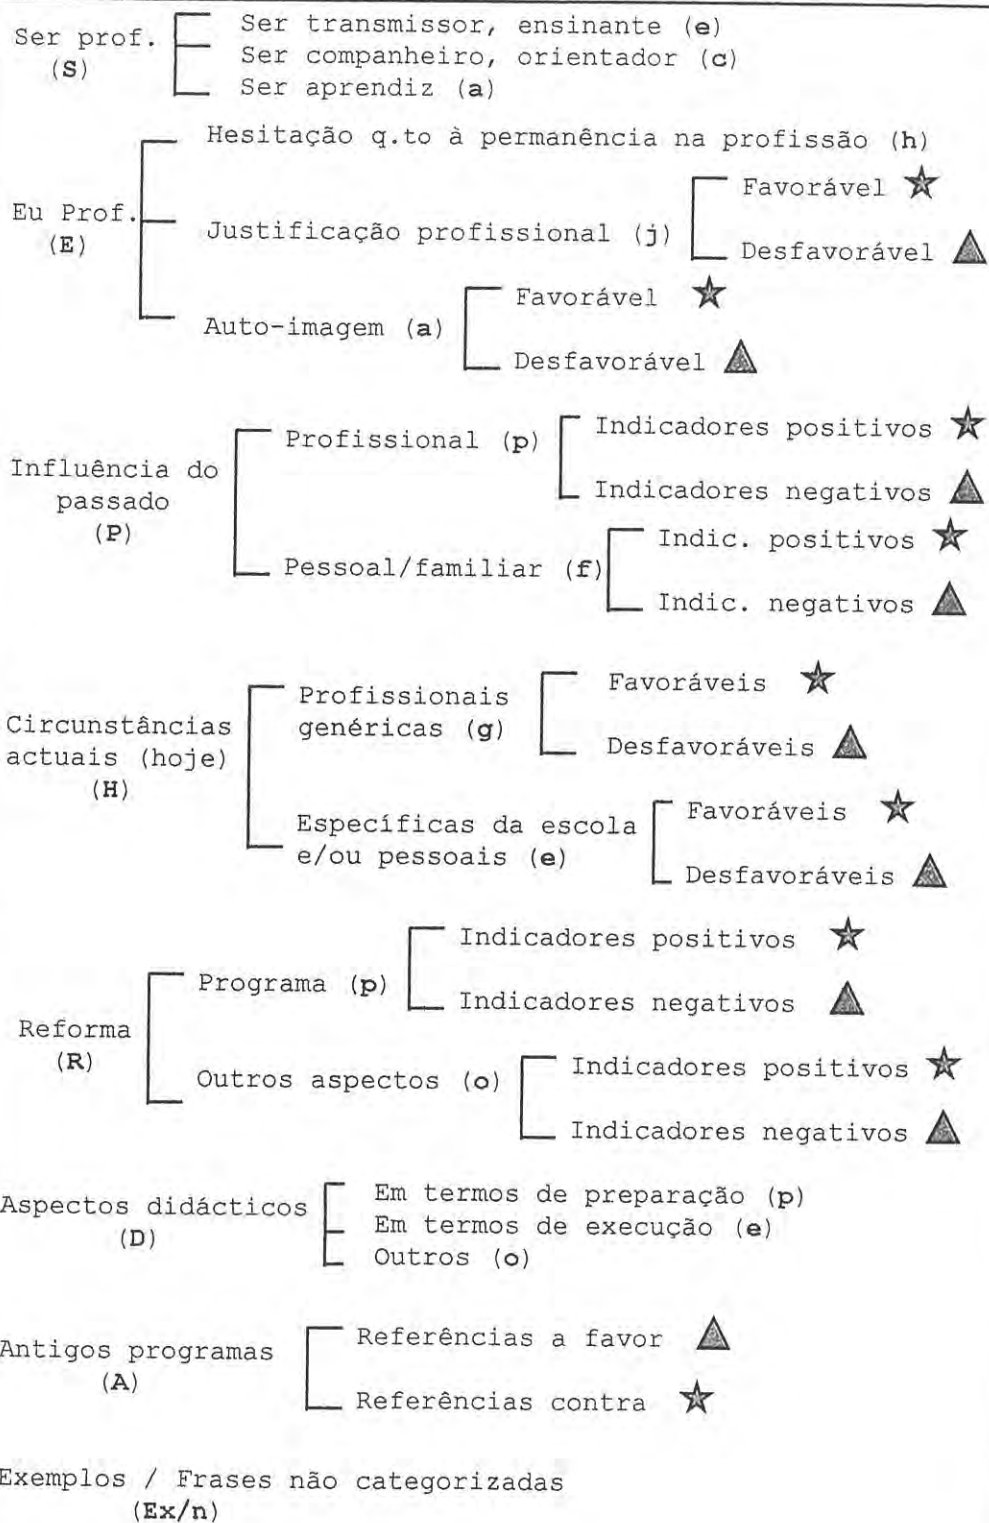 Ser prof.
(S)
Ser transmissor, ensinante (e)
Ser companheiro, orientador (c)
Ser aprendiz (a)
Eu Prof.
(E)
Hesitação q.to à permanência na profissão (h)
Justificação profissional (j)
Favorável
Desfavorável
Auto-imagem (a)
Favorável
Desfavorável
Influência do
passado
(P)
Profissional (p)
Indicadores positivos
Indicadores negativos
Pessoal/familiar (f)
Indic. positivos
Indic. negativos
Circunstâncias
actuais (hoje)
(H)
Profissionais
genéricas (g)
Favoráveis
Desfavoráveis
Específicas da escola
e/ou pessoais (e)
Favoráveis
Desfavoráveis
Reforma
(R)
Programa (p)
Indicadores positivos
Indicadores negativos
Outros aspectos (o)
Indicadores positivos
Indicadores negativos
Aspectos didácticos
(D)
Em termos de preparação (p)
Em termos de execução (e)
Outros (o)
Antigos programas
(A)
Referências a favor
Referências contra
Exemplos / Frases não categorizadas
(Ex/n)